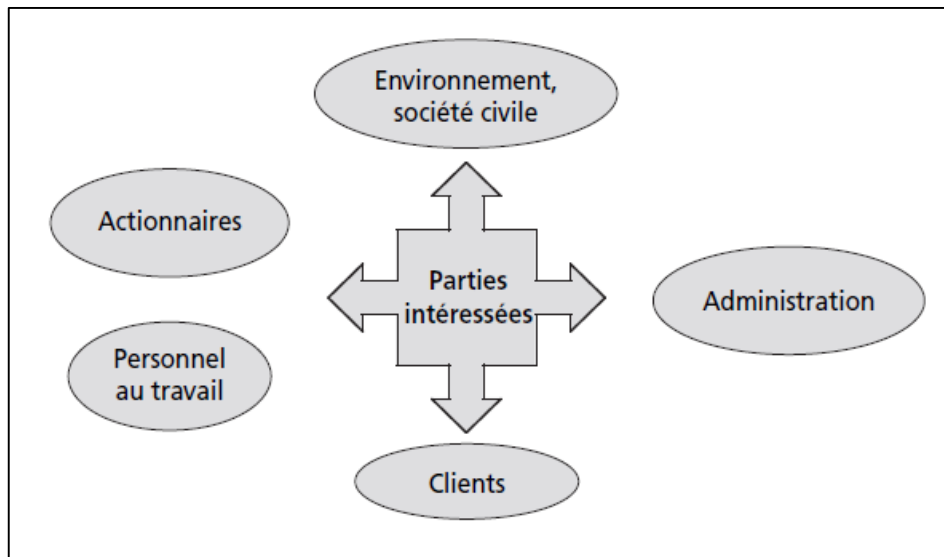 Environnement,
société civile
Actionnaires
Parties
intéressées
Administration
Personnel
au travail
Clients